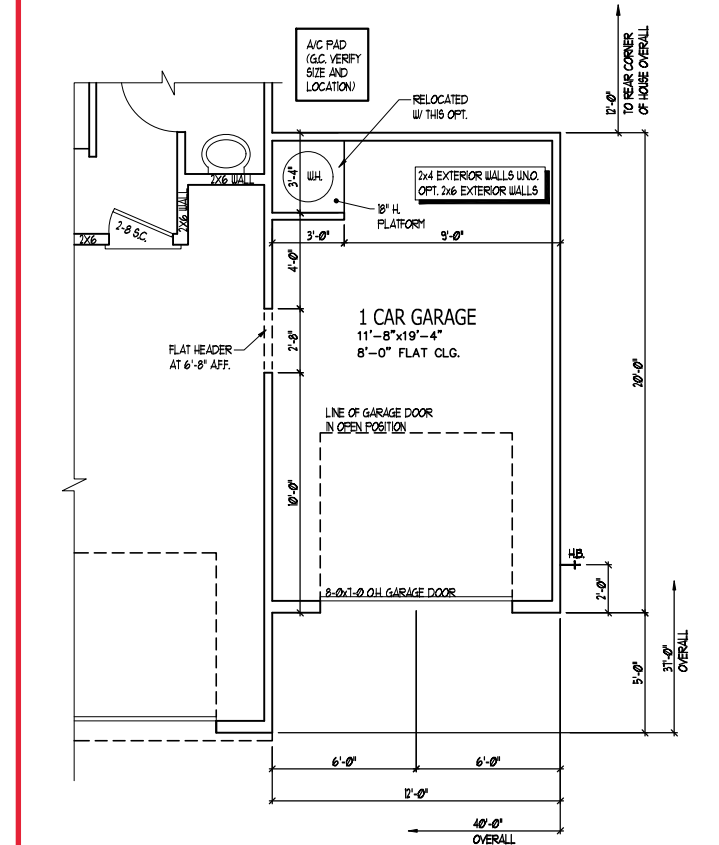 A/C PAD
(G.C. VERIFY
SIZE AND
LOCATION)
12'-0"
TO REAR CORNER
OF HOUSE OVERALL
RELOCATED
W/ THIS OPT.
2x4 EXTERIOR WALLS U.N.O.
OPT. 2x6 EXTERIOR WALLS
W.H.
3'-4"
2X6 WALL
2X6 WALL
18" H.
PLATFORM
2X6
2-8 S.C.
3'-0"
9'-0"
4'-0"
1 CAR GARAGE
11'-8"x19'-4"
8'-0" FLAT CLG.
2'-8"
FLAT HEADER
AT 6'-8" A.F.F.
20'-0"
LINE OF GARAGE DOOR
IN OPEN POSITION
10'-0"
H.B.
8-0x7-0 O.H. GARAGE DOOR
2'-0"
5'-0"
37'-0"
OVERALL
6'-0"
6'-0"
12'-0"
40'-0"
OVERALL